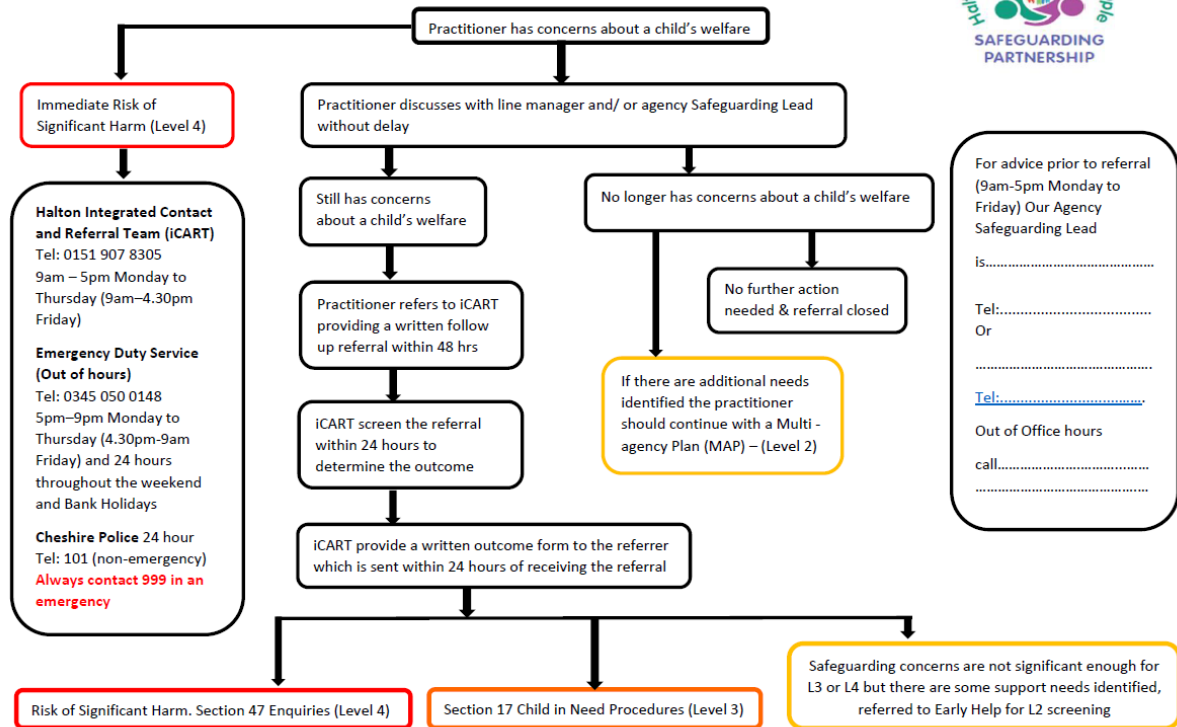 SAFEGUARDING
PARTNERSHIP
Practitioner has concerns about a child's welfare
Immediate Risk of
Significant Harm (Level 4)
Practitioner discusses with line manager and/ or agency Safeguarding Lead
without delay
Halton Integrated Contact
and Referral Team (iCART)
Tel: 0151 907 8305
9am – 5pm Monday to
Thursday (9am–4.30pm
Friday)
Emergency Duty Service
(Out of hours)
Tel: 0345 050 0148
5pm–9pm Monday to
Thursday (4.30pm-9am
Friday) and 24 hours
throughout the weekend
and Bank Holidays
Cheshire Police 24 hour
Tel: 101 (non-emergency)
Always contact 999 in an
emergency
Still has concerns
about a child's welfare
No longer has concerns about a child's welfare
Practitioner refers to iCART
providing a written follow
up referral within 48 hrs
No further action
needed & referral closed
If there are additional needs
identified the practitioner
should continue with a Multi -
agency Plan (MAP) – (Level 2)
iCART screen the referral
within 24 hours to
determine the outcome
iCART provide a written outcome form to the referrer
which is sent within 24 hours of receiving the referral
For advice prior to referral
(9am-5pm Monday to
Friday) Our Agency
Safeguarding Lead
is………………………………………
Tel:....................................
Or
……………………………………….
Tel:..................................
Out of Office hours
call....................................
……………………………………
Risk of Significant Harm. Section 47 Enquiries (Level 4)
Section 17 Child in Need Procedures (Level 3)
Safeguarding concerns are not significant enough for
L3 or L4 but there are some support needs identified,
referred to Early Help for L2 screening